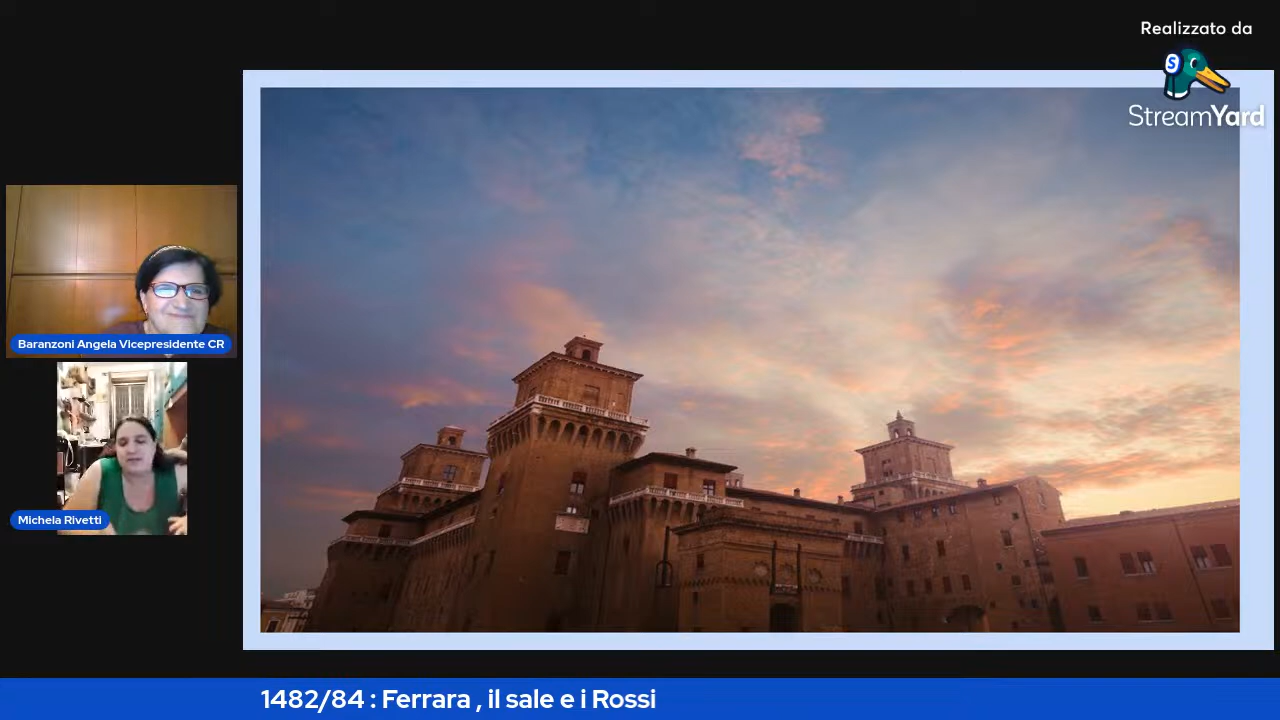 Realizzato da
StreamYard
Baranzoni Angela Vicepresidente CR
Michela Rivetti
1482/84 : Ferrara , il sale e i Rossi